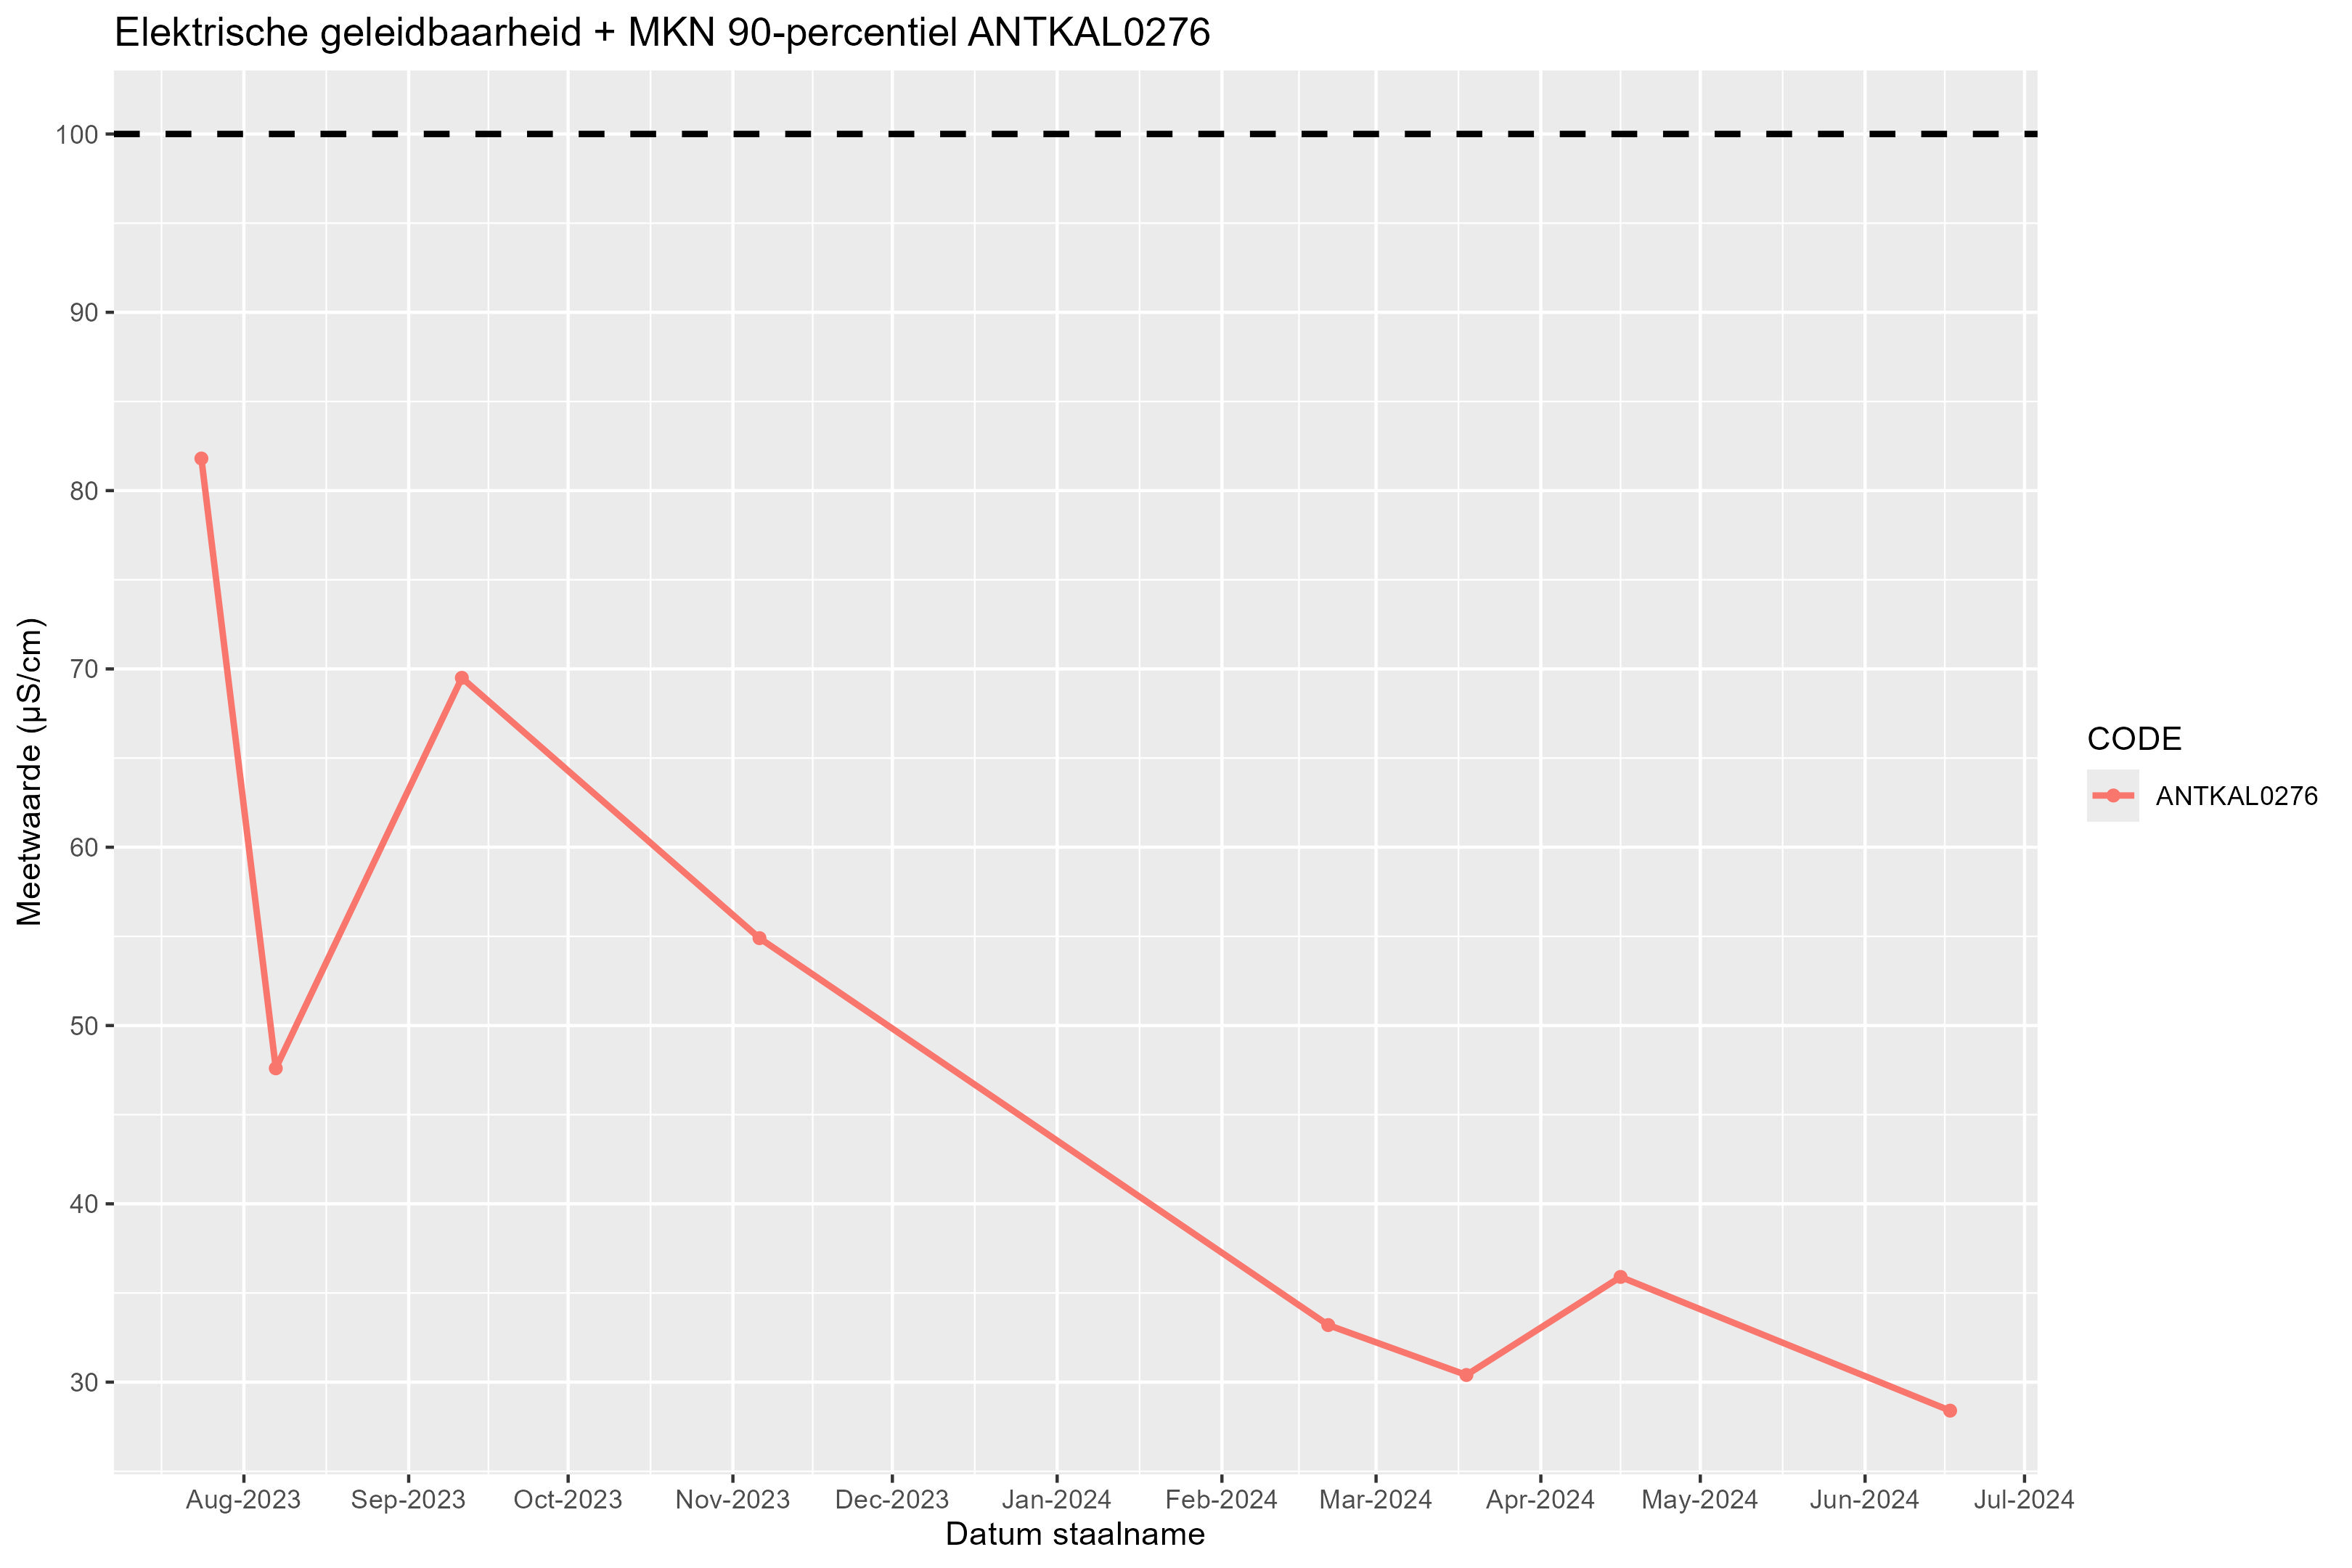 Elektrische geleidbaarheid + MKN 90-percentiel ANTKAL0276
100
90
80
70
60
50
40
30
Meetwaarde (µS/cm)
Aug-2023 Sep-2023 Oct-2023 Nov-2023 Dec-2023 Jan-2024 Feb-2024 Mar-2024 Apr-2024 May-2024 Jun-2024 Jul-2024
Datum staalname
CODE
ANTKAL0276